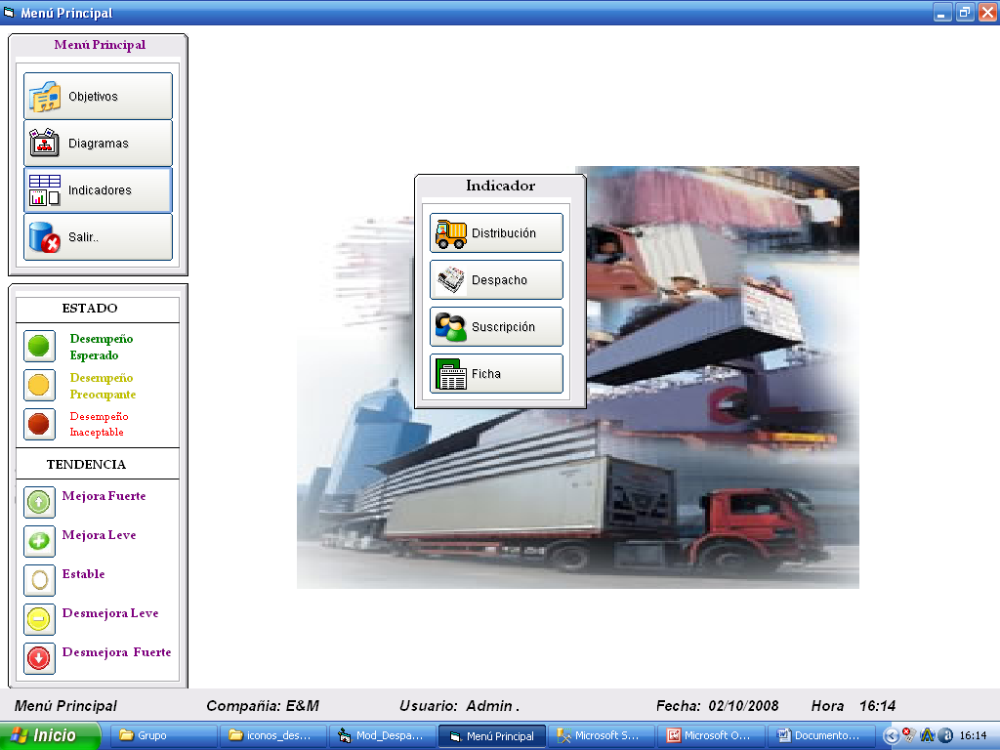 Menú Principal
Menú Principal
Objetivos
Diagramas
Indicadores
Salir..
Indicador
Distribución
Despacho
Suscripción
Ficha
ESTADO
Desempeño
Esperado
Desempeño
Preocupante
Desempeño
Inaceptable
TENDENCIA
Mejora Fuerte
Mejora Leve
Estable
Desmejora Leve
Desmejora Fuerte
Menú Principal Compañia: E&M Usuario: Admin . Fecha: 02/10/2008 Hora 16:14
Inicio Grupo iconos_des... Mod_Despa... Menú Principal Microsoft S... Microsoft O... Documento... 16:14